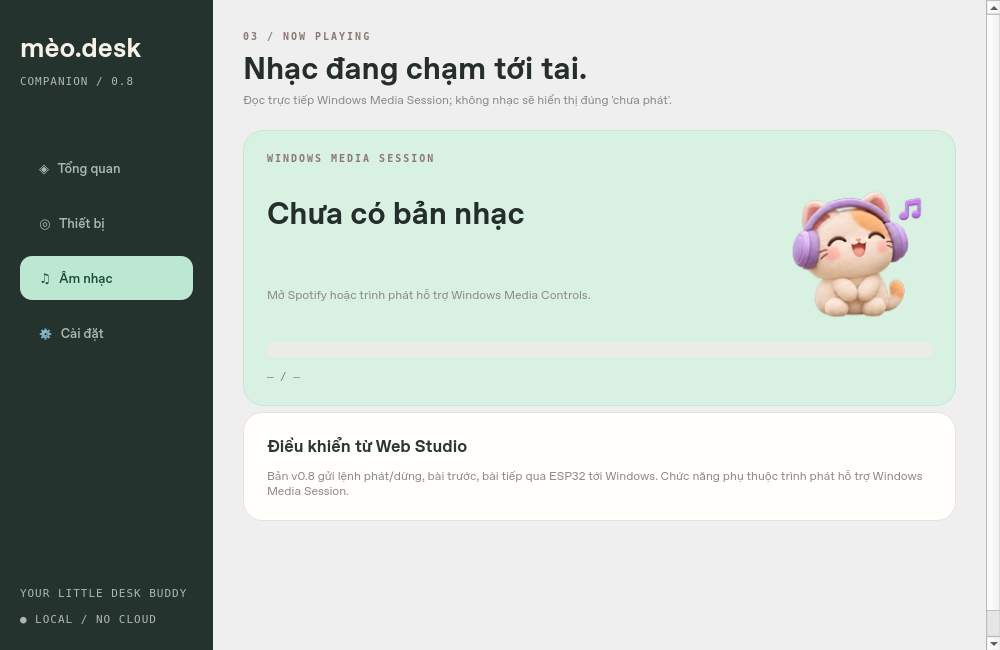 mèo.desk
COMPANION / 0.8
◈ Tổng quan
◎ Thiết bị
♫ Âm nhạc
⚙ Cài đặt
YOUR LITTLE DESK BUDDY
● LOCAL / NO CLOUD
03 / NOW PLAYING
Nhạc đang chạm tới tai.
Đọc trực tiếp Windows Media Session; không nhạc sẽ hiển thị đúng 'chưa phát'.
WINDOWS MEDIA SESSION
Chưa có bản nhạc
Mở Spotify hoặc trình phát hỗ trợ Windows Media Controls.
— / —
Điều khiển từ Web Studio
Bản v0.8 gửi lệnh phát/dừng, bài trước, bài tiếp qua ESP32 tới Windows. Chức năng phụ thuộc trình phát hỗ trợ Windows
Media Session.